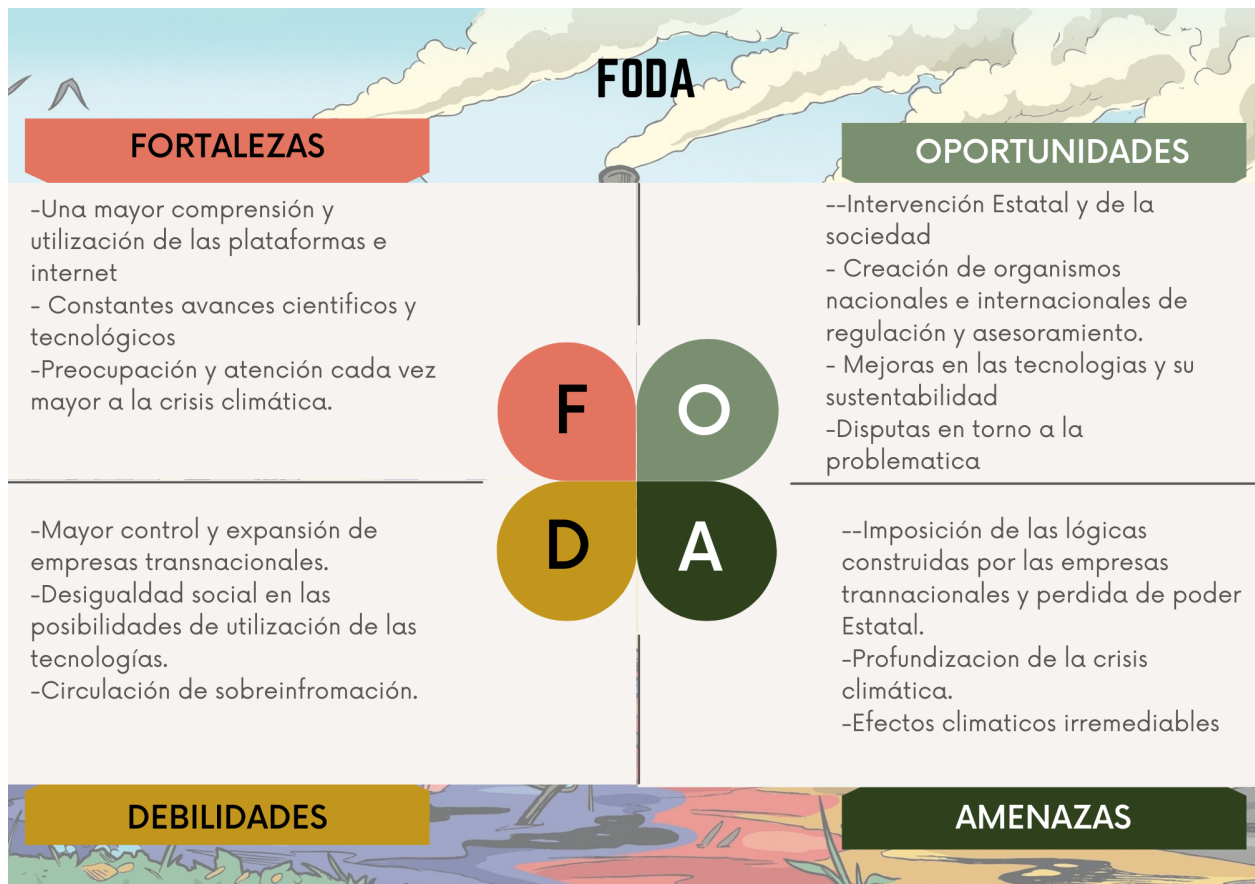 FODA
FORTALEZAS
-Una mayor comprensión y
utilización de las plataformas e
internet
- Constantes avances cientificos y
tecnológicos
-Preocupación y atención cada vez
mayor a la crisis climática.
OPORTUNIDADES
--Intervención Estatal y de la
sociedad
- Creación de organismos
nacionales e internacionales de
regulación y asesoramiento.
- Mejoras en las tecnologias y su
sustentabilidad
-Disputas en torno a la
problematica
F
O
D
A
-Mayor control y expansión de
empresas transnacionales.
-Desigualdad social en las
posibilidades de utilización de las
tecnologías.
-Circulación de sobreinfromación.
DEBILIDADES
--Imposición de las lógicas
construidas por las empresas
trannacionales y perdida de poder
Estatal.
-Profundizacion de la crisis
climática.
-Efectos climaticos irremediables
AMENAZAS